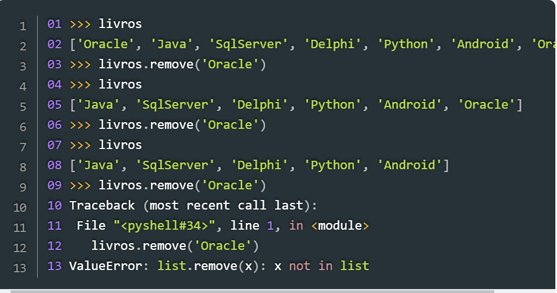 1 01 >>> livros
2 02 ['Oracle', 'Java', 'SqlServer', 'Delphi', 'Python', 'Android', 'Ora
3 03 >>> livros.remove('Oracle')
4 04 >>> livros
5 05 ['Java', 'SqlServer', 'Delphi', 'Python', 'Android', 'Oracle']
6 06 >>> livros.remove('Oracle')
7 07 >>> livros
8 08 ['Java', 'SqlServer', 'Delphi', 'Python', 'Android']
9 09 >>> livros.remove('Oracle')
10 10 Traceback (most recent call last):
11 11  File "<pyshell#34>", line 1, in <module>
12 12    livros.remove('Oracle')
13 13 ValueError: list.remove(x): x not in list